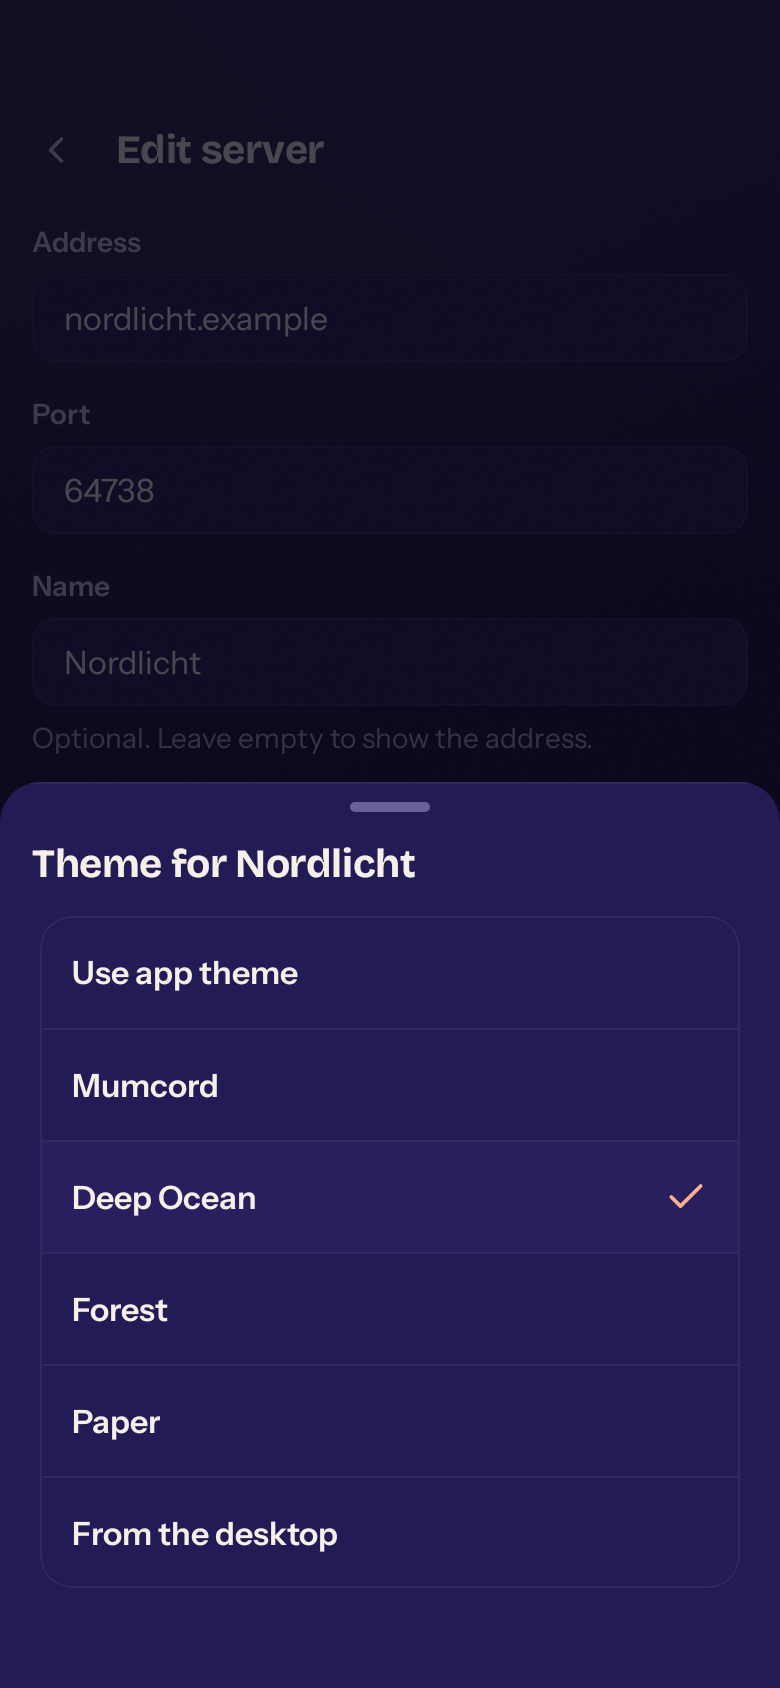 Edit server
Address
nordlicht.example
Port
64738
Name
Nordlicht
Optional. Leave empty to show the address.
Theme for Nordlicht
Use app theme
Mumcord
Deep Ocean
Forest
Paper
From the desktop